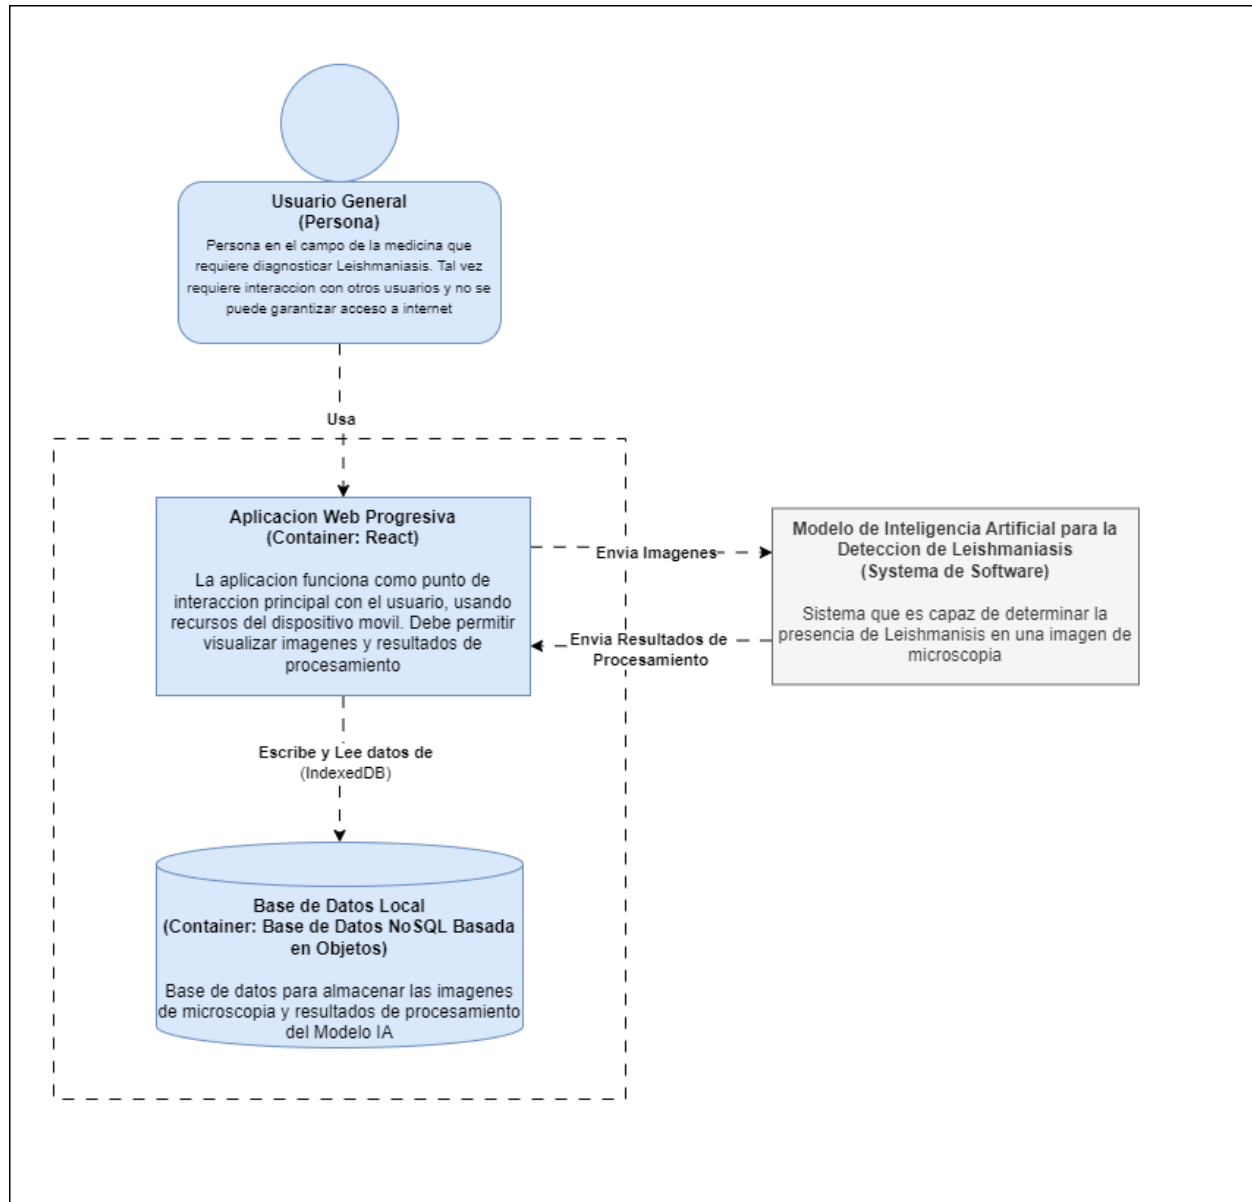 Usuario General
(Persona)
Persona en el campo de la medicina que
requiere diagnosticar Leishmaniasis. Tal vez
requiere interaccion con otros usuarios y no se
puede garantizar acceso a internet
Usa
Aplicacion Web Progresiva
(Container: React)
La aplicacion funciona como punto de
interaccion principal con el usuario, usando
recursos del dispositivo movil. Debe permitir
visualizar imagenes y resultados de
procesamiento
Envia Imagenes
Envia Resultados de
Procesamiento
Modelo de Inteligencia Artificial para la
Deteccion de Leishmaniasis
(Systema de Software)
Sistema que es capaz de determinar la
presencia de Leishmanisis en una imagen de
microscopia
Escribe y Lee datos de
(IndexedDB)
Base de Datos Local
(Container: Base de Datos NoSQL Basada
en Objetos)
Base de datos para almacenar las imagenes
de microscopia y resultados de procesamiento
del Modelo IA